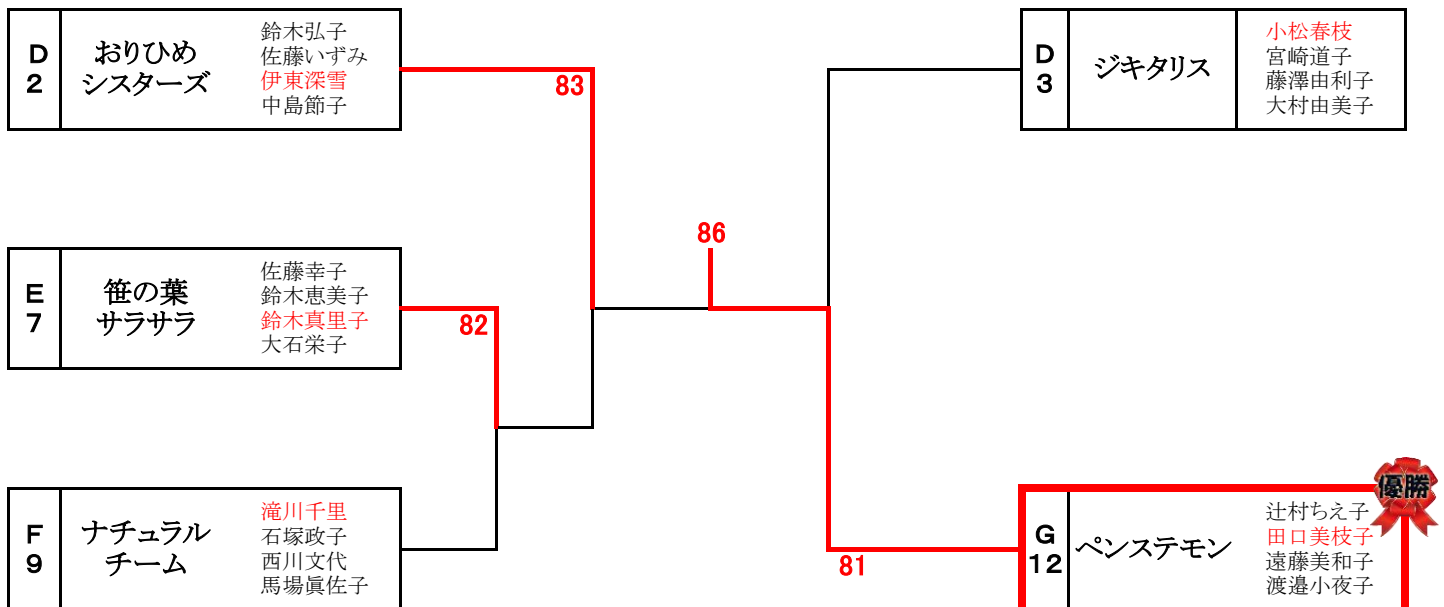 D
2
おりひめ
シスターズ
鈴木弘子
佐藤いずみ
伊東深雪
中島節子
83
D
3
ジキタリス
小松春枝
宮崎道子
藤澤由利子
大村由美子
86
E
7
笹の葉
サラサラ
佐藤幸子
鈴木恵美子
鈴木真里子
大石栄子
82
F
9
ナチュラル
チーム
滝川千里
石塚政子
西川文代
馬場眞佐子
81
G
12
ペンステモン
辻村ちえ子
田口美枝子
遠藤美和子
渡邉小夜子
優勝